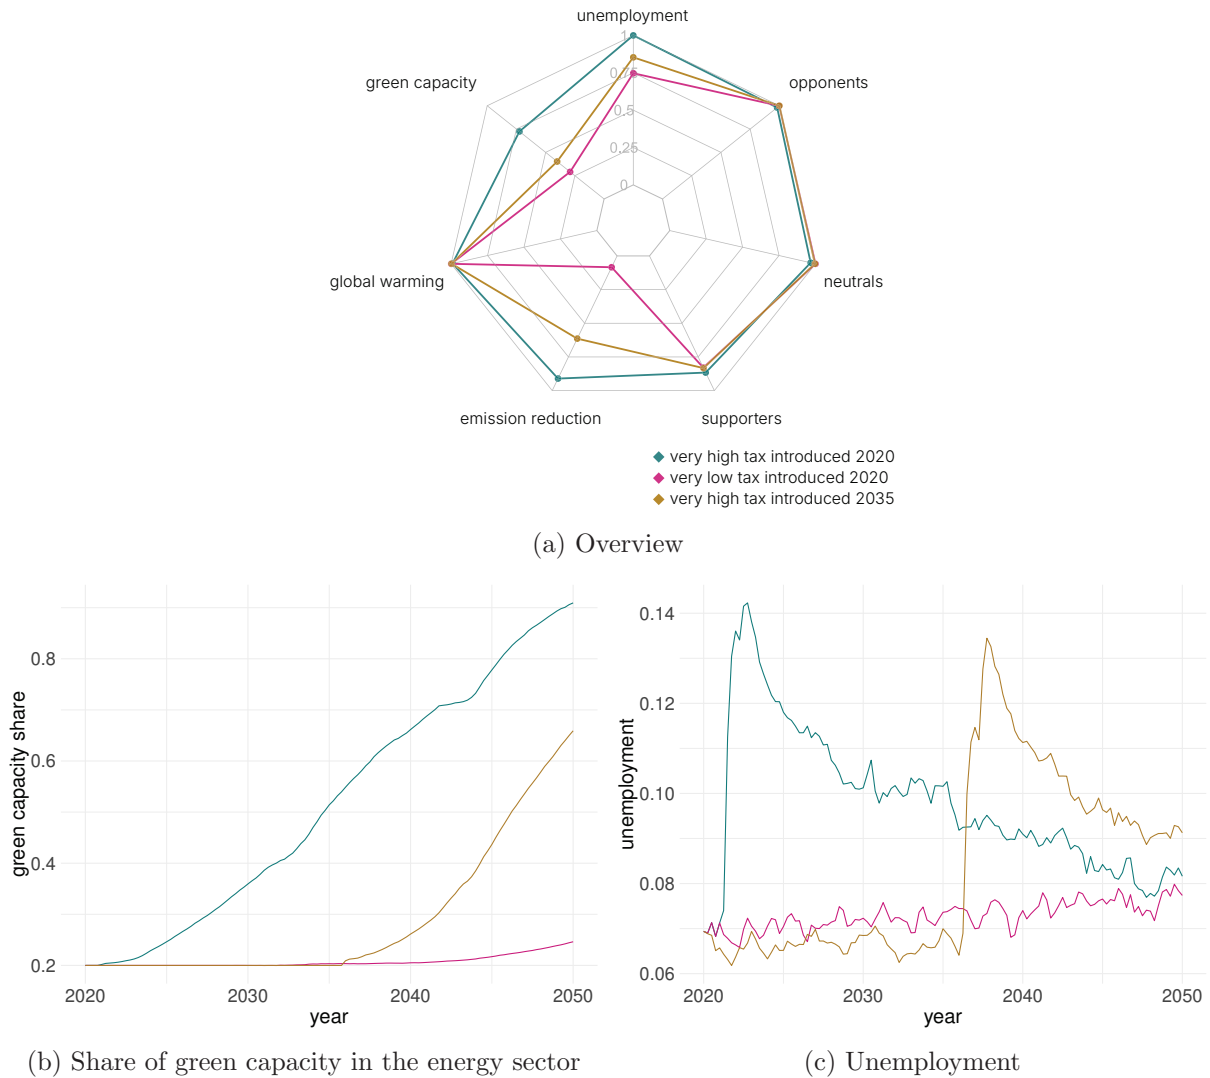 unemployment
1
green capacity
opponents
0.75
0.5
0.25
0
global warming
neutrals
emission reduction
supporters
very high tax introduced 2020
very low tax introduced 2020
very high tax introduced 2035
(a) Overview
green capacity share
0.8
0.6
0.4
0.2
2020 2030 2040 2050
year
unemployment
0.14
0.12
0.10
0.08
0.06
2020 2030 2040 2050
year
(b) Share of green capacity in the energy sector
(c) Unemployment